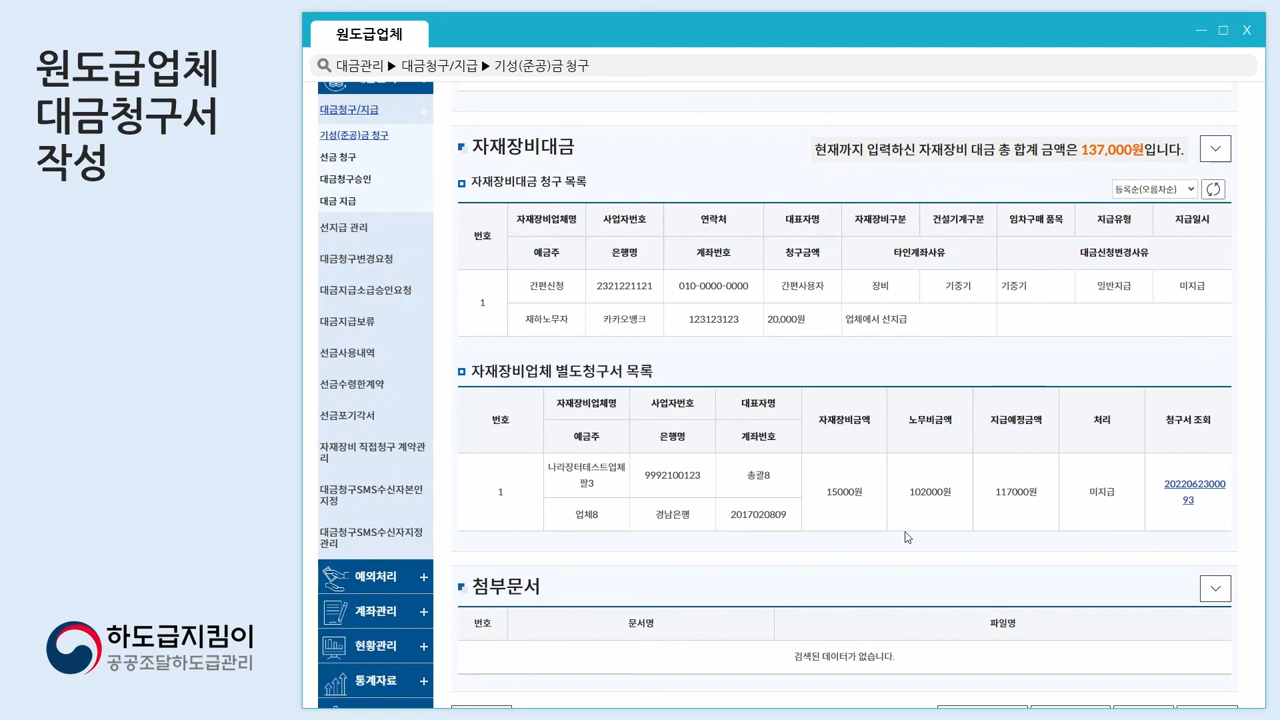 원도급업체
대금청구서
작성
하도급지킴이
공공조달하도급관리
원도급업체
대금관리 ▶ 대금청구/지급 ▶ 기성(준공)금 청구
대금청구/지급 +
기성(준공)금 청구
선금 청구
대금청구승인
대금 지급
선지급 관리
대금청구변경요청
대금지급소급승인요청
대금지급보류
선금사용내역
선금수령한계약
선금포기각서
자재장비 직접청구 계약관
리
대금청구SMS수신자본인
지정
대금청구SMS수신자지정
관리
예외처리 +
계좌관리 +
현황관리 +
통계자료 +
자재장비대금
현재까지 입력하신 자재장비 대금 총 합계 금액은 137,000원입니다.
자재장비대금 청구 목록
등록순(오름차순)
번호 자재장비업체명 사업자번호 연락처 대표자명 자재장비구분 건설기계구분 임차구매 품목 지급유형 지급일시
예금주 은행명 계좌번호 청구금액 타인계좌사유 대금신청변경사유
1 간편신청 2321221121 010-0000-0000 간편사용자 장비 기중기 기중기 일반지급 미지급
재하노무자 카카오뱅크 123123123 20,000원 업체에서 선지급
자재장비업체 별도청구서 목록
번호 자재장비업체명 사업자번호 대표자명 자재장비금액 노무비금액 지급예정금액 처리 청구서 조회
예금주 은행명 계좌번호
1 나라장터테스트업체
팔3 9992100123 총괄8 15000원 102000원 117000원 미지급 20220623000
93
업체8 경남은행 2017020809
첨부문서
번호 문서명 파일명
검색된 데이터가 없습니다.